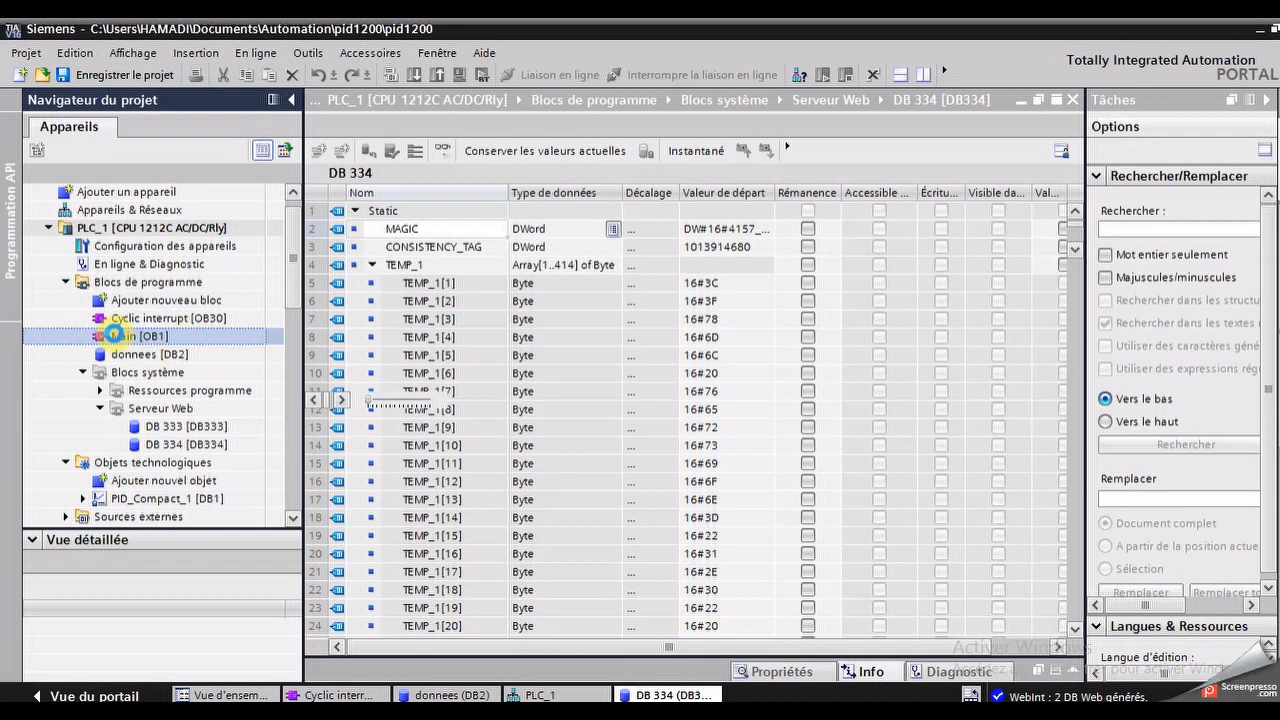 Siemens - C:\Users\HAMADI\Documents\Automation\pid1200\pid1200
Projet Edition Affichage Insertion En ligne Outils Accessoires Fenêtre Aide
Enregistrer le projet Liaison en ligne Interrompre la liaison en ligne
Totally Integrated Automation
PORTAL
Navigateur du projet
... PLC_1 [CPU 1212C AC/DC/Rly] Blocs de programme Blocs système Serveur Web DB 334 [DB334]
Tâches
Appareils
Options
Programmation API
Conserver les valeurs actuelles Instantané
DB 334
Nom Type de données Décalage Valeur de départ Rémanence Accessible ... Écritu... Visible da... Val...
1 Static
2 MAGIC DWord ... DW#16#4157_...
3 CONSISTENCY_TAG DWord ... 1013914680
4 TEMP_1 Array[1..414] of Byte ...
5 TEMP_1[1] Byte ... 16#3C
6 TEMP_1[2] Byte ... 16#3F
7 TEMP_1[3] Byte ... 16#78
8 TEMP_1[4] Byte ... 16#6D
9 TEMP_1[5] Byte ... 16#6C
10 TEMP_1[6] Byte ... 16#20
11 TEMP_1[7] Byte ... 16#76
12 TEMP_1[8] Byte ... 16#65
13 TEMP_1[9] Byte ... 16#72
14 TEMP_1[10] Byte ... 16#73
15 TEMP_1[11] Byte ... 16#69
16 TEMP_1[12] Byte ... 16#6F
17 TEMP_1[13] Byte ... 16#6E
18 TEMP_1[14] Byte ... 16#3D
19 TEMP_1[15] Byte ... 16#22
20 TEMP_1[16] Byte ... 16#31
21 TEMP_1[17] Byte ... 16#2E
22 TEMP_1[18] Byte ... 16#30
23 TEMP_1[19] Byte ... 16#22
24 TEMP_1[20] Byte ... 16#20
Ajouter un appareil
Appareils & Réseaux
PLC_1 [CPU 1212C AC/DC/Rly]
Configuration des appareils
En ligne & Diagnostic
Blocs de programme
Ajouter nouveau bloc
Cyclic interrupt [OB30]
Main [OB1]
donnees [DB2]
Blocs système
Ressources programme
Serveur Web
DB 333 [DB333]
DB 334 [DB334]
Objets technologiques
Ajouter nouvel objet
PID_Compact_1 [DB1]
Sources externes
Vue détaillée
Rechercher/Remplacer
Rechercher :
Mot entier seulement
Majuscules/minuscules
Rechercher dans les structu
Rechercher dans les textes
Utiliser des caractères géné
Utiliser des expressions rég
Vers le bas
Vers le haut
Rechercher
Remplacer
Document complet
A partir de la position actue
Sélection
Remplacer Remplacer to
Langues & Ressources
Langue d'édition :
Activer Windows
Propriétés Info Diagnostic
Vue du portail Vue d'ensem... Cyclic interr... donnees (DB2) PLC_1 DB 334 (DB3... WebInt : 2 DB Web générés.
Screenpresso
.com